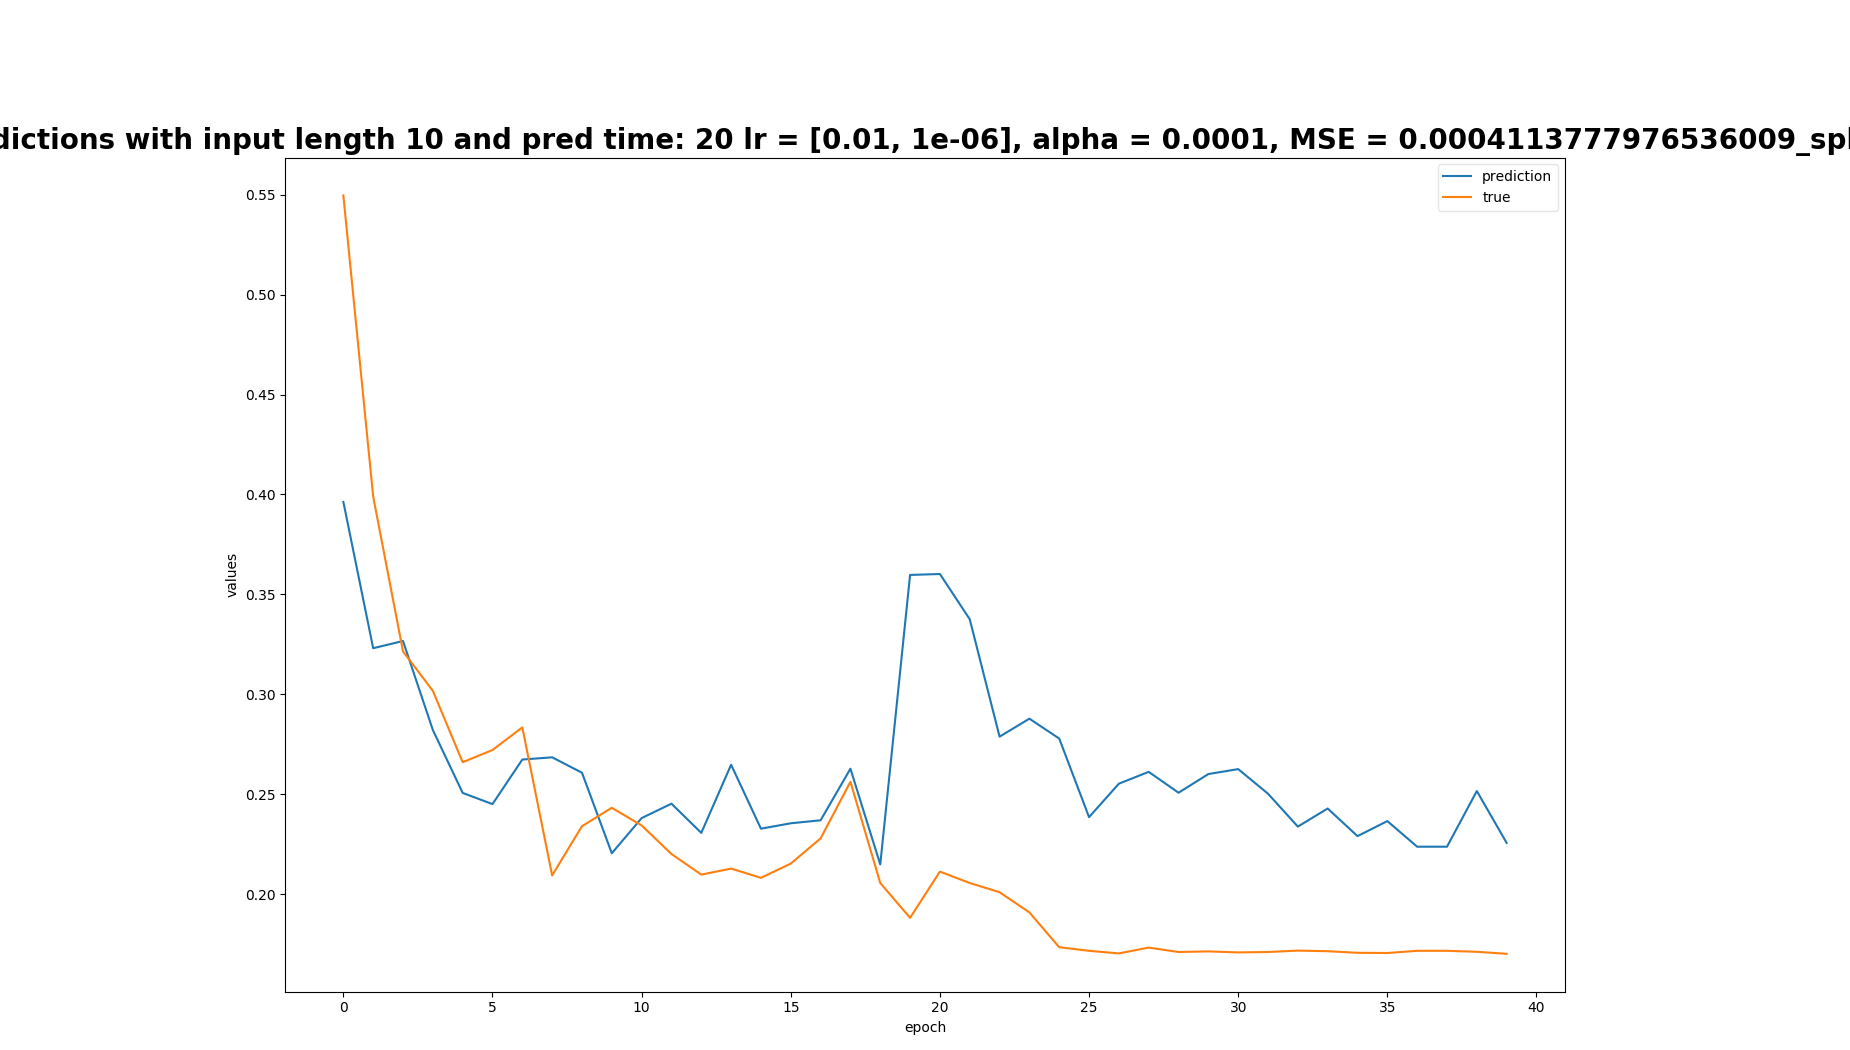 dictions with input length 10 and pred time: 20 lr = [0.01, 1e-06], alpha = 0.0001, MSE = 0.0004113777976536009_spl
prediction
true
0.55
0.50
0.45
0.40
0.35
0.30
0.25
0.20
values
0 5 10 15 20 25 30 35 40
epoch